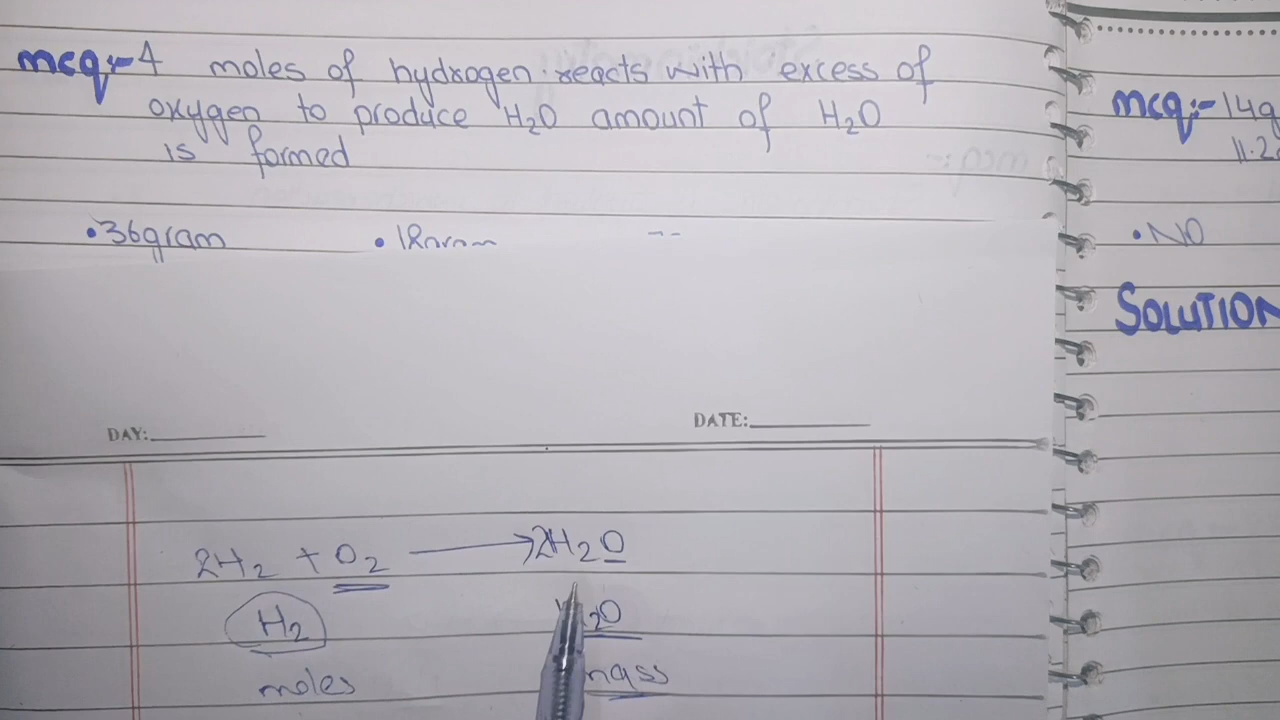 mcq:- 4 moles of hydrogen reacts with excess of
oxygen to produce H₂O amount of H₂O
is formed
• 36gram
--
mcq:- 14g
11.2
• NO
SOLUTION
DAY:
DATE:
2H₂ + O₂ → 2H₂O
H₂
₂O
moles
mass